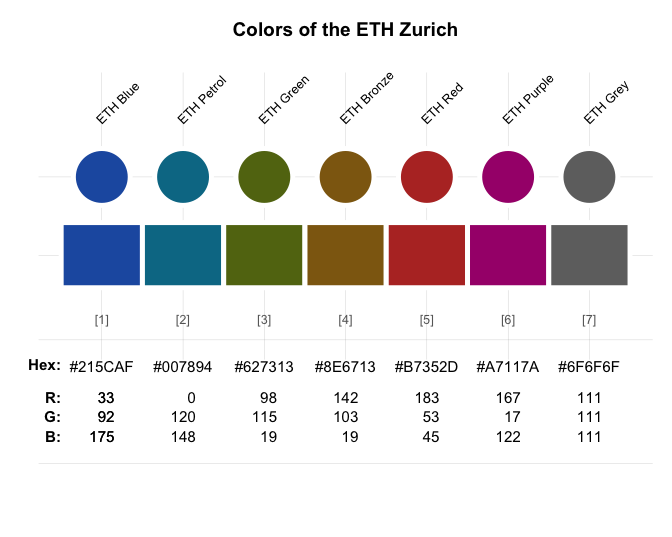 Colors of the ETH Zurich
ETH Blue ETH Petrol ETH Green ETH Bronze ETH Red ETH Purple ETH Grey
[1] [2] [3] [4] [5] [6] [7]
Hex: #215CAF #007894 #627313 #8E6713 #B7352D #A7117A #6F6F6F
R: 33 0 98 142 183 167 111
G: 92 120 115 103 53 17 111
B: 175 148 19 19 45 122 111